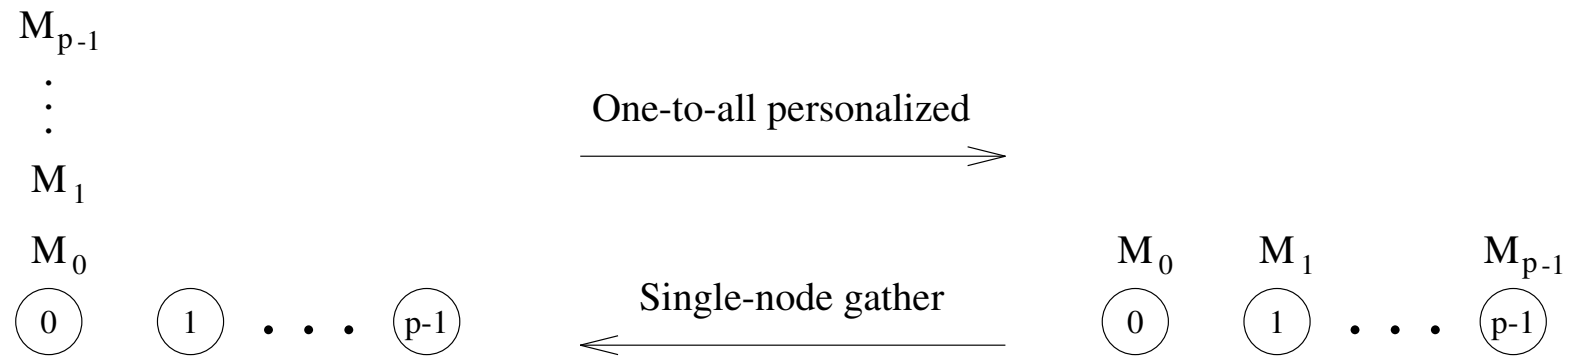 M_{p-1}
.
.
.
One-to-all personalized
M_1
M_0
M_0 M_1 M_{p-1}
Single-node gather
0 1 . . . p-1
0 1 . . . p-1